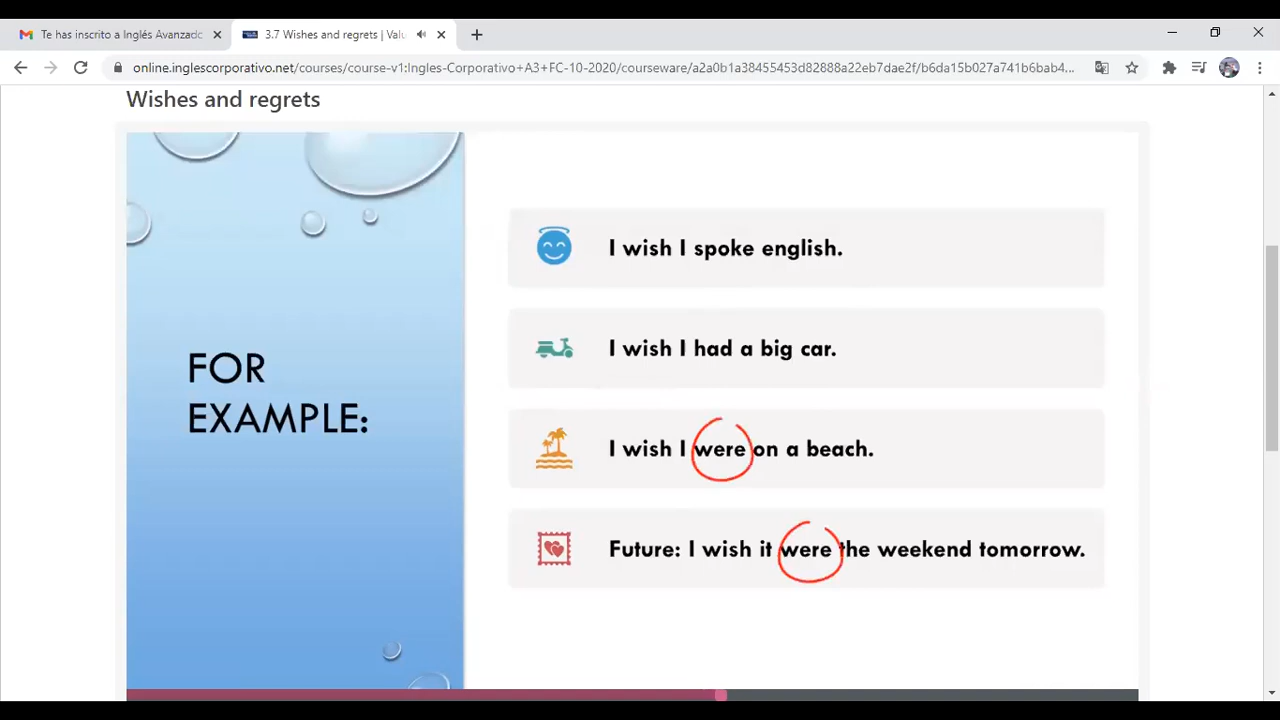 Te has inscrito a Inglés Avanzado
3.7 Wishes and regrets | Valu
online.inglescorporativo.net/courses/course-v1:Ingles-Corporativo+A3+FC-10-2020/courseware/a2a0b1a38455453d82888a22eb7dae2f/b6da15b027a741b6bab4...
Wishes and regrets
FOR
EXAMPLE:
I wish I spoke english.
I wish I had a big car.
I wish I were on a beach.
Future: I wish it were the weekend tomorrow.